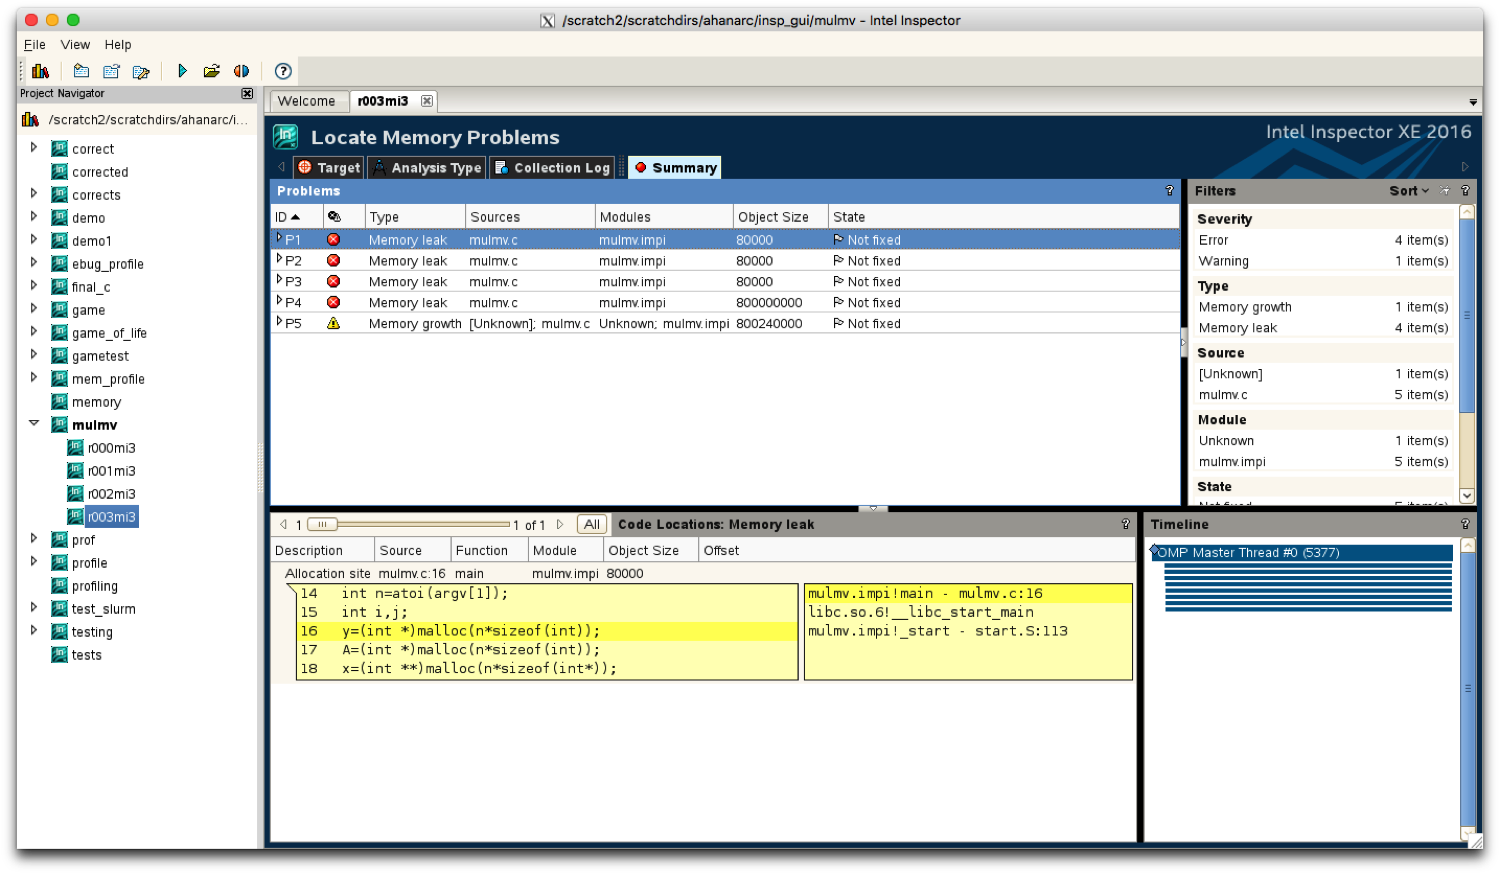 /scratch2/scratchdirs/ahanarc/insp_gui/mulmv - Intel Inspector
File View Help
Project Navigator
/scratch2/scratchdirs/ahanarc/i...
correct
corrected
corrects
demo
demo1
ebug_profile
final_c
game
game_of_life
gametest
mem_profile
memory
mulmv
r000mi3
r001mi3
r002mi3
r003mi3
prof
profile
profiling
test_slurm
testing
tests
Welcome r003mi3
Locate Memory Problems
Intel Inspector XE 2016
Target Analysis Type Collection Log Summary
Problems
ID Type Sources Modules Object Size State
P1 Memory leak mulmv.c mulmv.impi 80000 Not fixed
P2 Memory leak mulmv.c mulmv.impi 80000 Not fixed
P3 Memory leak mulmv.c mulmv.impi 80000 Not fixed
P4 Memory leak mulmv.c mulmv.impi 800000000 Not fixed
P5 Memory growth [Unknown]; mulmv.c Unknown; mulmv.impi 800240000 Not fixed
Filters Sort ?
Severity
Error 4 item(s)
Warning 1 item(s)
Type
Memory growth 1 item(s)
Memory leak 4 item(s)
Source
[Unknown] 1 item(s)
mulmv.c 5 item(s)
Module
Unknown 1 item(s)
mulmv.impi 5 item(s)
State
1 1 of 1 All Code Locations: Memory leak ?
Description Source Function Module Object Size Offset
Allocation site mulmv.c:16 main mulmv.impi 80000
14 int n=atoi(argv[1]);
15 int i,j;
16 y=(int *)malloc(n*sizeof(int));
17 A=(int *)malloc(n*sizeof(int));
18 x=(int **)malloc(n*sizeof(int*));
mulmv.impi!main - mulmv.c:16
libc.so.6!__libc_start_main
mulmv.impi!_start - start.S:113
Timeline ?
OMP Master Thread #0 (5377)